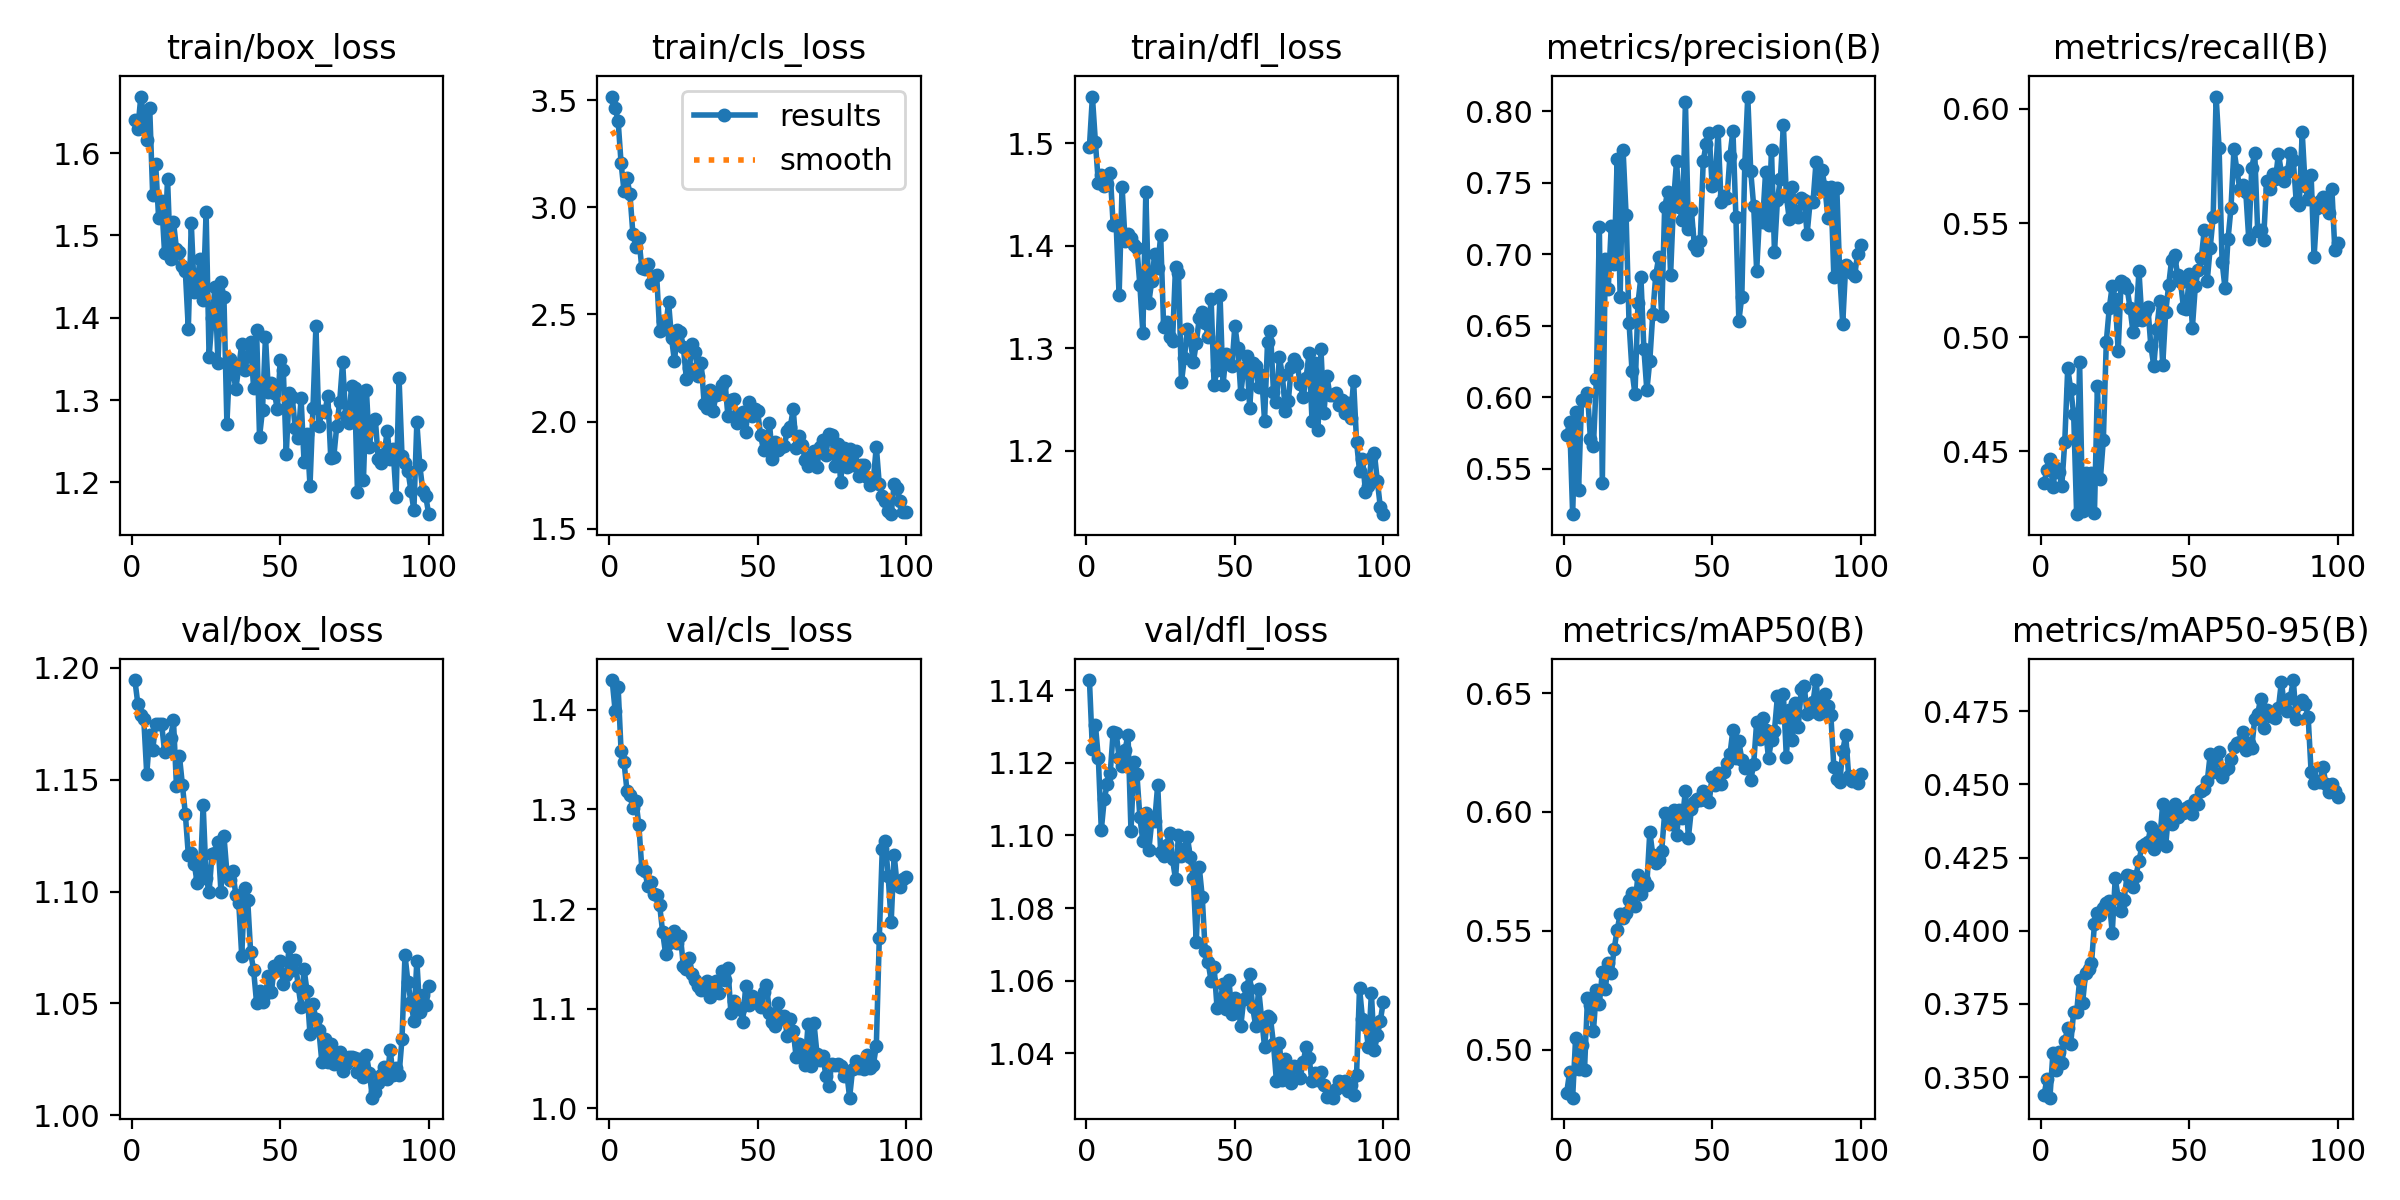 train/box_loss
1.6
1.5
1.4
1.3
1.2
0 50 100
train/cls_loss
results
smooth
3.5
3.0
2.5
2.0
1.5
0 50 100
train/dfl_loss
1.5
1.4
1.3
1.2
0 50 100
metrics/precision(B)
0.80
0.75
0.70
0.65
0.60
0.55
0 50 100
metrics/recall(B)
0.60
0.55
0.50
0.45
0 50 100
val/box_loss
1.20
1.15
1.10
1.05
1.00
0 50 100
val/cls_loss
1.4
1.3
1.2
1.1
1.0
0 50 100
val/dfl_loss
1.14
1.12
1.10
1.08
1.06
1.04
0 50 100
metrics/mAP50(B)
0.65
0.60
0.55
0.50
0 50 100
metrics/mAP50-95(B)
0.475
0.450
0.425
0.400
0.375
0.350
0 50 100